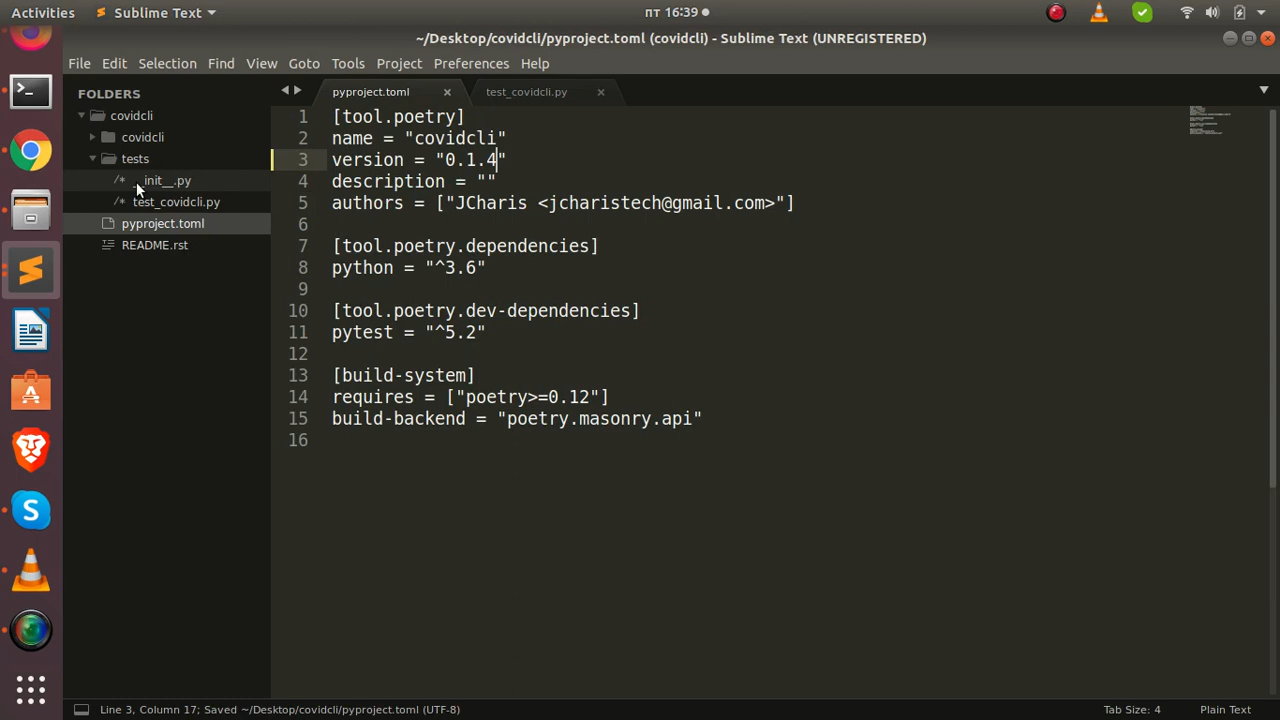 Activities
Sublime Text
пт 16:39
~/Desktop/covidcli/pyproject.toml (covidcli) - Sublime Text (UNREGISTERED)
File Edit Selection Find View Goto Tools Project Preferences Help
FOLDERS
covidcli
covidcli
tests
/* __init__.py
/* test_covidcli.py
pyproject.toml
README.rst
pyproject.toml
test_covidcli.py
1 [tool.poetry]
2 name = "covidcli"
3 version = "0.1.4"
4 description = ""
5 authors = ["JCharis <jcharistech@gmail.com>"]
6
7 [tool.poetry.dependencies]
8 python = "^3.6"
9
10 [tool.poetry.dev-dependencies]
11 pytest = "^5.2"
12
13 [build-system]
14 requires = ["poetry>=0.12"]
15 build-backend = "poetry.masonry.api"
16
Line 3, Column 17; Saved ~/Desktop/covidcli/pyproject.toml (UTF-8)
Tab Size: 4
Plain Text